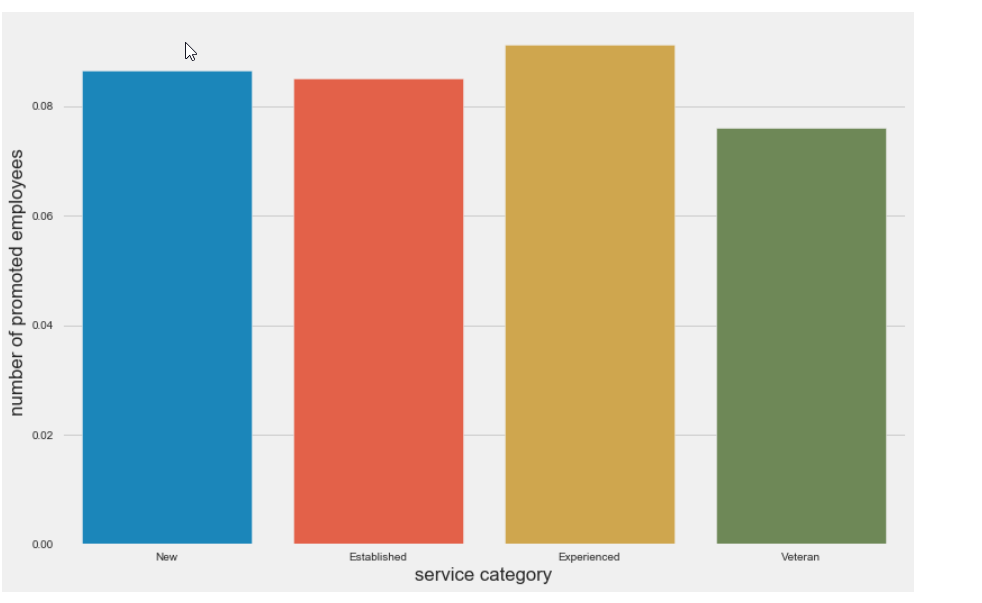 number of promoted employees
0.08
0.06
0.04
0.02
0.00
New Established Experienced Veteran
service category